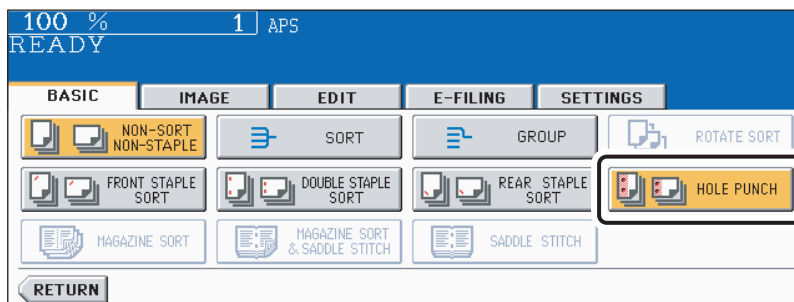 100 % 1 APS
READY
BASIC IMAGE EDIT E-FILING SETTINGS
NON-SORT
NON-STAPLE
SORT
GROUP
ROTATE SORT
FRONT STAPLE
SORT
DOUBLE STAPLE
SORT
REAR STAPLE
SORT
HOLE PUNCH
MAGAZINE SORT
MAGAZINE SORT
& SADDLE STITCH
SADDLE STITCH
RETURN